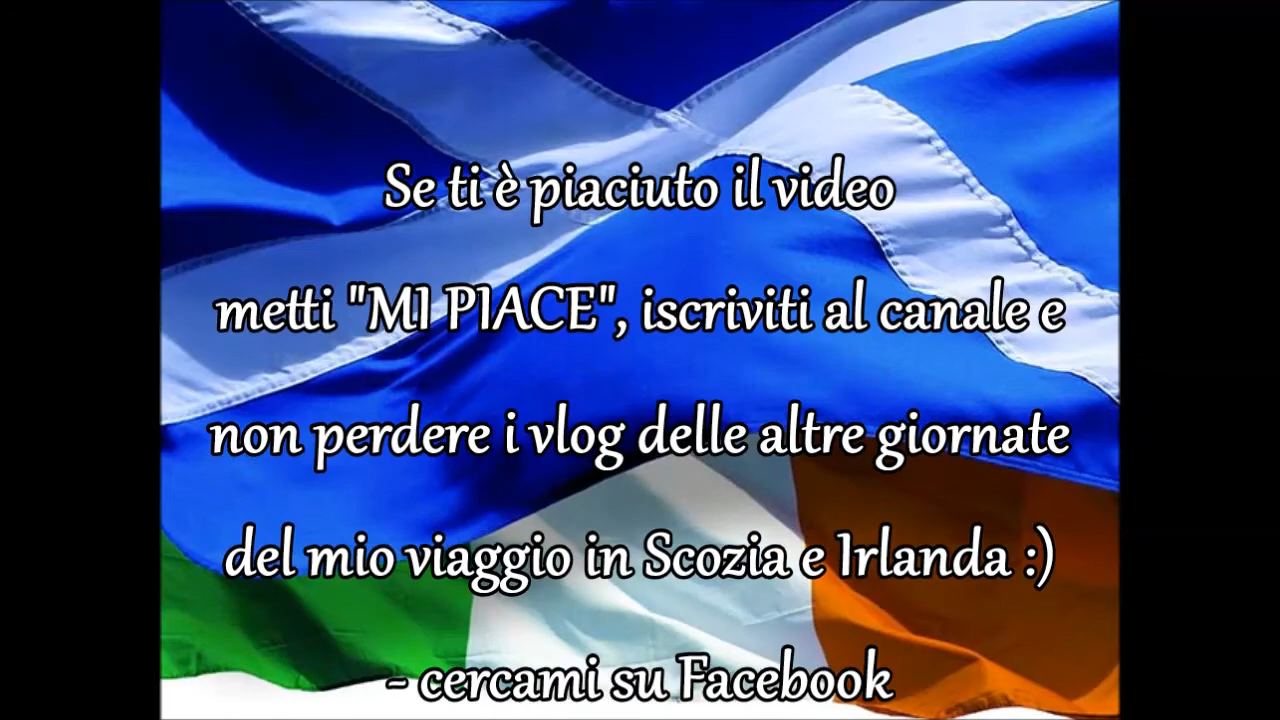 Se ti è piaciuto il video
metti "MI PIACE", iscriviti al canale e
non perdere i vlog delle altre giornate
del mio viaggio in Scozia e Irlanda :)
- cercami su Facebook